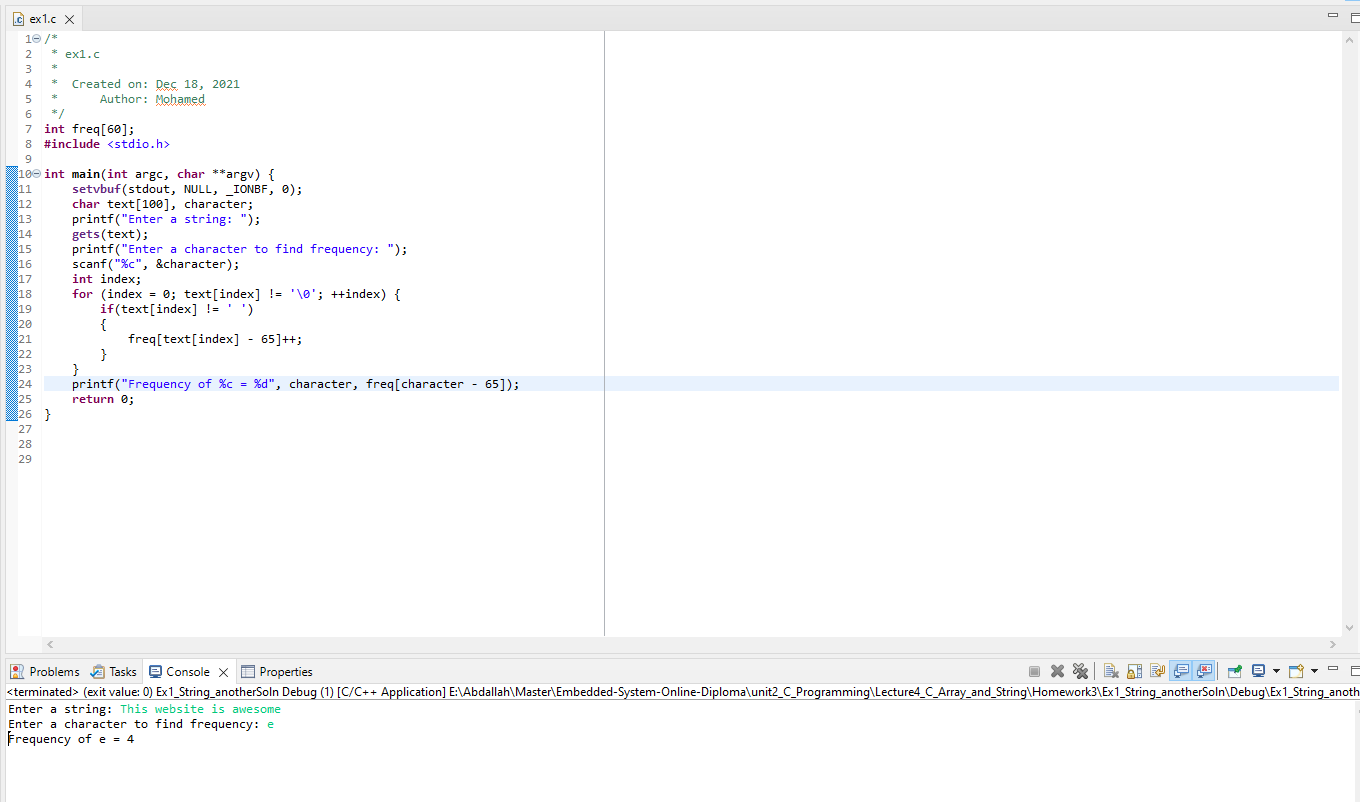 ex1.c
1 /*
2  * ex1.c
3  *
4  *  Created on: Dec 18, 2021
5  *      Author: Mohamed
6  */
7 int freq[60];
8 #include <stdio.h>
9
10 int main(int argc, char **argv) {
11     setvbuf(stdout, NULL, _IONBF, 0);
12     char text[100], character;
13     printf("Enter a string: ");
14     gets(text);
15     printf("Enter a character to find frequency: ");
16     scanf("%c", &character);
17     int index;
18     for (index = 0; text[index] != '\0'; ++index) {
19         if(text[index] != ' ')
20         {
21             freq[text[index] - 65]++;
22         }
23     }
24     printf("Frequency of %c = %d", character, freq[character - 65]);
25     return 0;
26 }
27
28
29
Problems Tasks Console Properties
<terminated> (exit value: 0) Ex1_String_anotherSoln Debug (1) [C/C++ Application] E:\Abdallah\Master\Embedded-System-Online-Diploma\unit2_C_Programming\Lecture4_C_Array_and_String\Homework3\Ex1_String_anotherSoln\Debug\Ex1_String_anoth
Enter a string: This website is awesome
Enter a character to find frequency: e
Frequency of e = 4